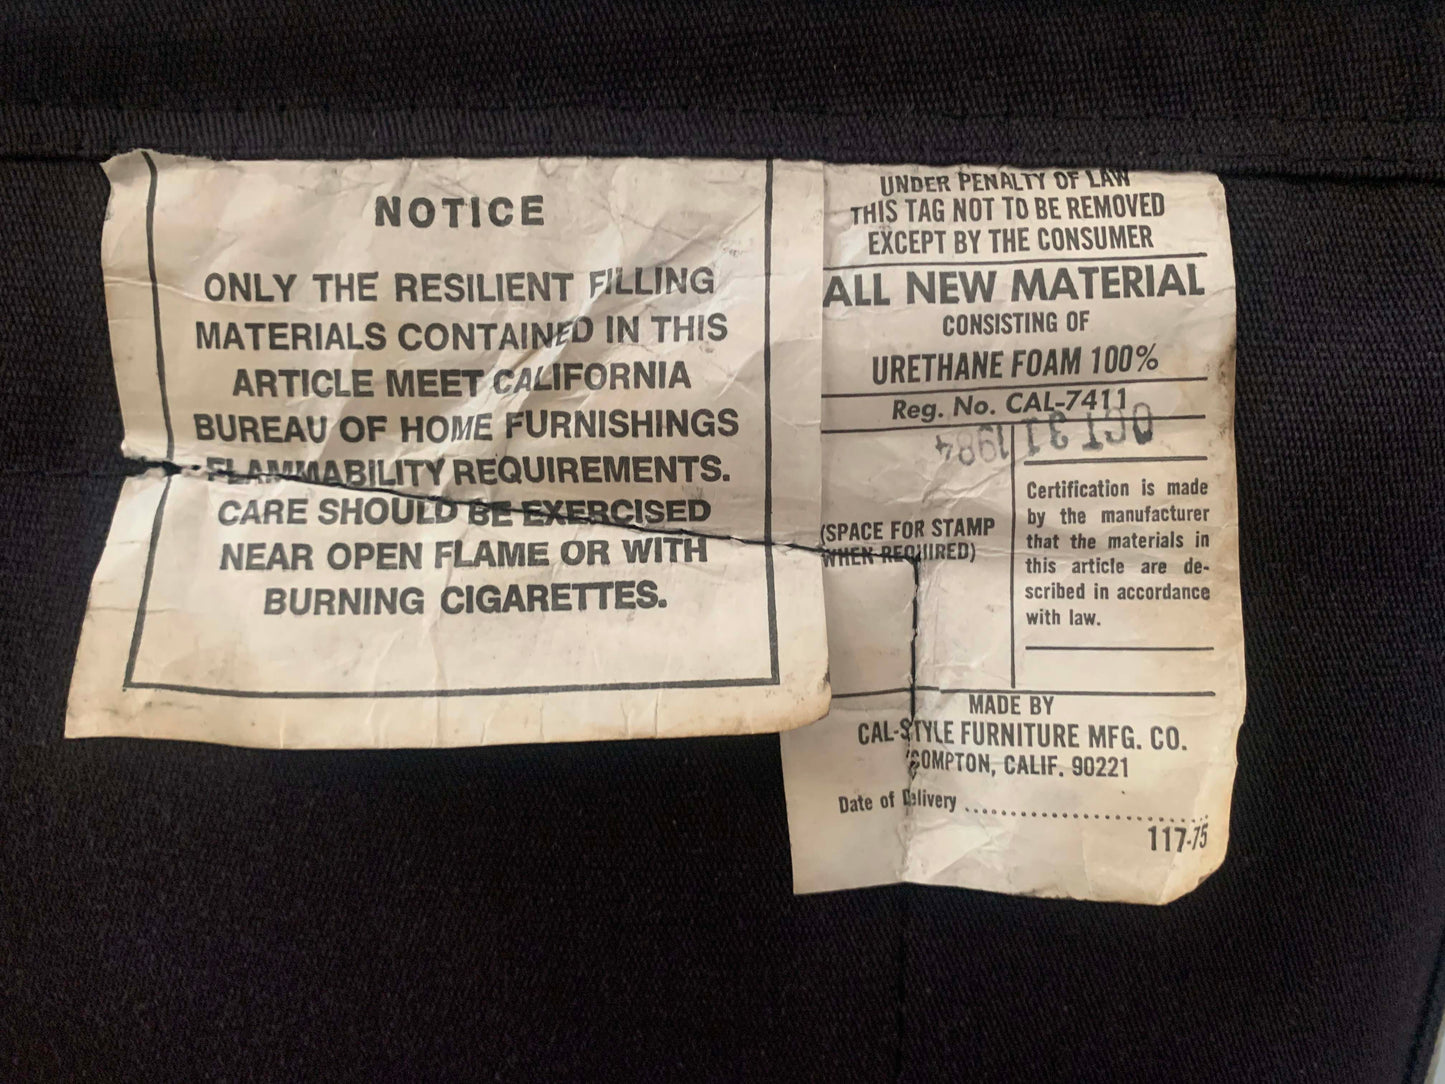 NOTICE
ONLY THE RESILIENT FILLING
MATERIALS CONTAINED IN THIS
ARTICLE MEET CALIFORNIA
BUREAU OF HOME FURNISHINGS
FLAMMABILITY REQUIREMENTS.
CARE SHOULD BE EXERCISED
NEAR OPEN FLAME OR WITH
BURNING CIGARETTES.
UNDER PENALTY OF LAW
THIS TAG NOT TO BE REMOVED
EXCEPT BY THE CONSUMER
ALL NEW MATERIAL
CONSISTING OF
URETHANE FOAM 100%
Reg. No. CAL-7411
OCT 31 1984
(SPACE FOR STAMP
WHEN REQUIRED)
Certification is made
by the manufacturer
that the materials in
this article are de-
scribed in accordance
with law.
MADE BY
CAL-STYLE FURNITURE MFG. CO.
COMPTON, CALIF. 90221
Date of Delivery
117-75